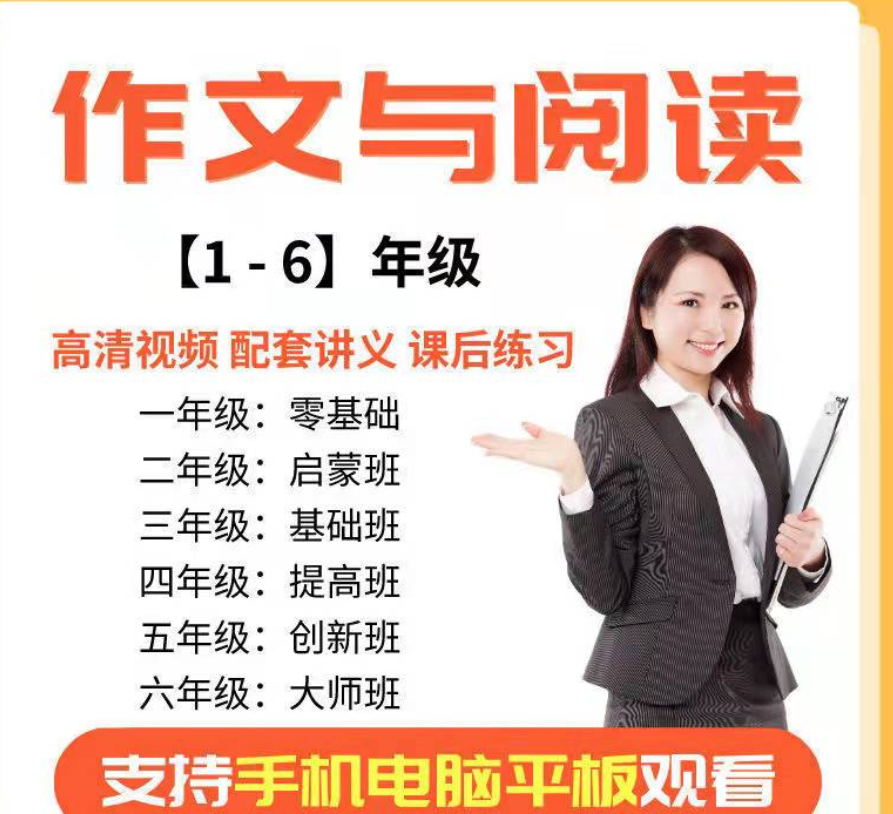 作文与阅读
【1-6】年级
高清视频 配套讲义 课后练习
一年级：零基础
二年级：启蒙班
三年级：基础班
四年级：提高班
五年级：创新班
六年级：大师班
支持手机电脑平板观看